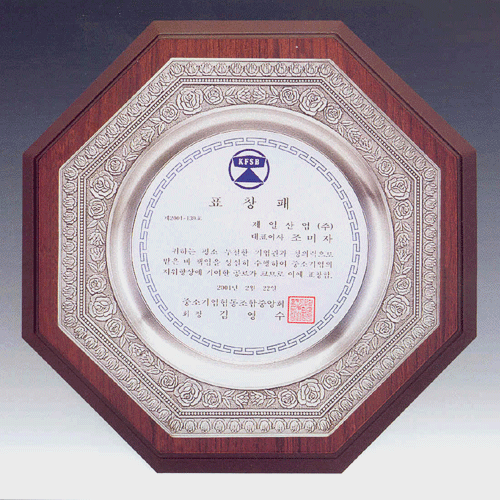 KFSB
표창패
제2001-138호
제일산업(주)
대표이사 조미자
귀하는 평소 투철한 기업관과 창의력으로
맡은 바 책임을 성실히 수행하여 중소기업의
지위향상에 기여한 공로가 크므로 이에 표창함.
2001년 2월 22일
중소기업협동조합중앙회
회장 김영수